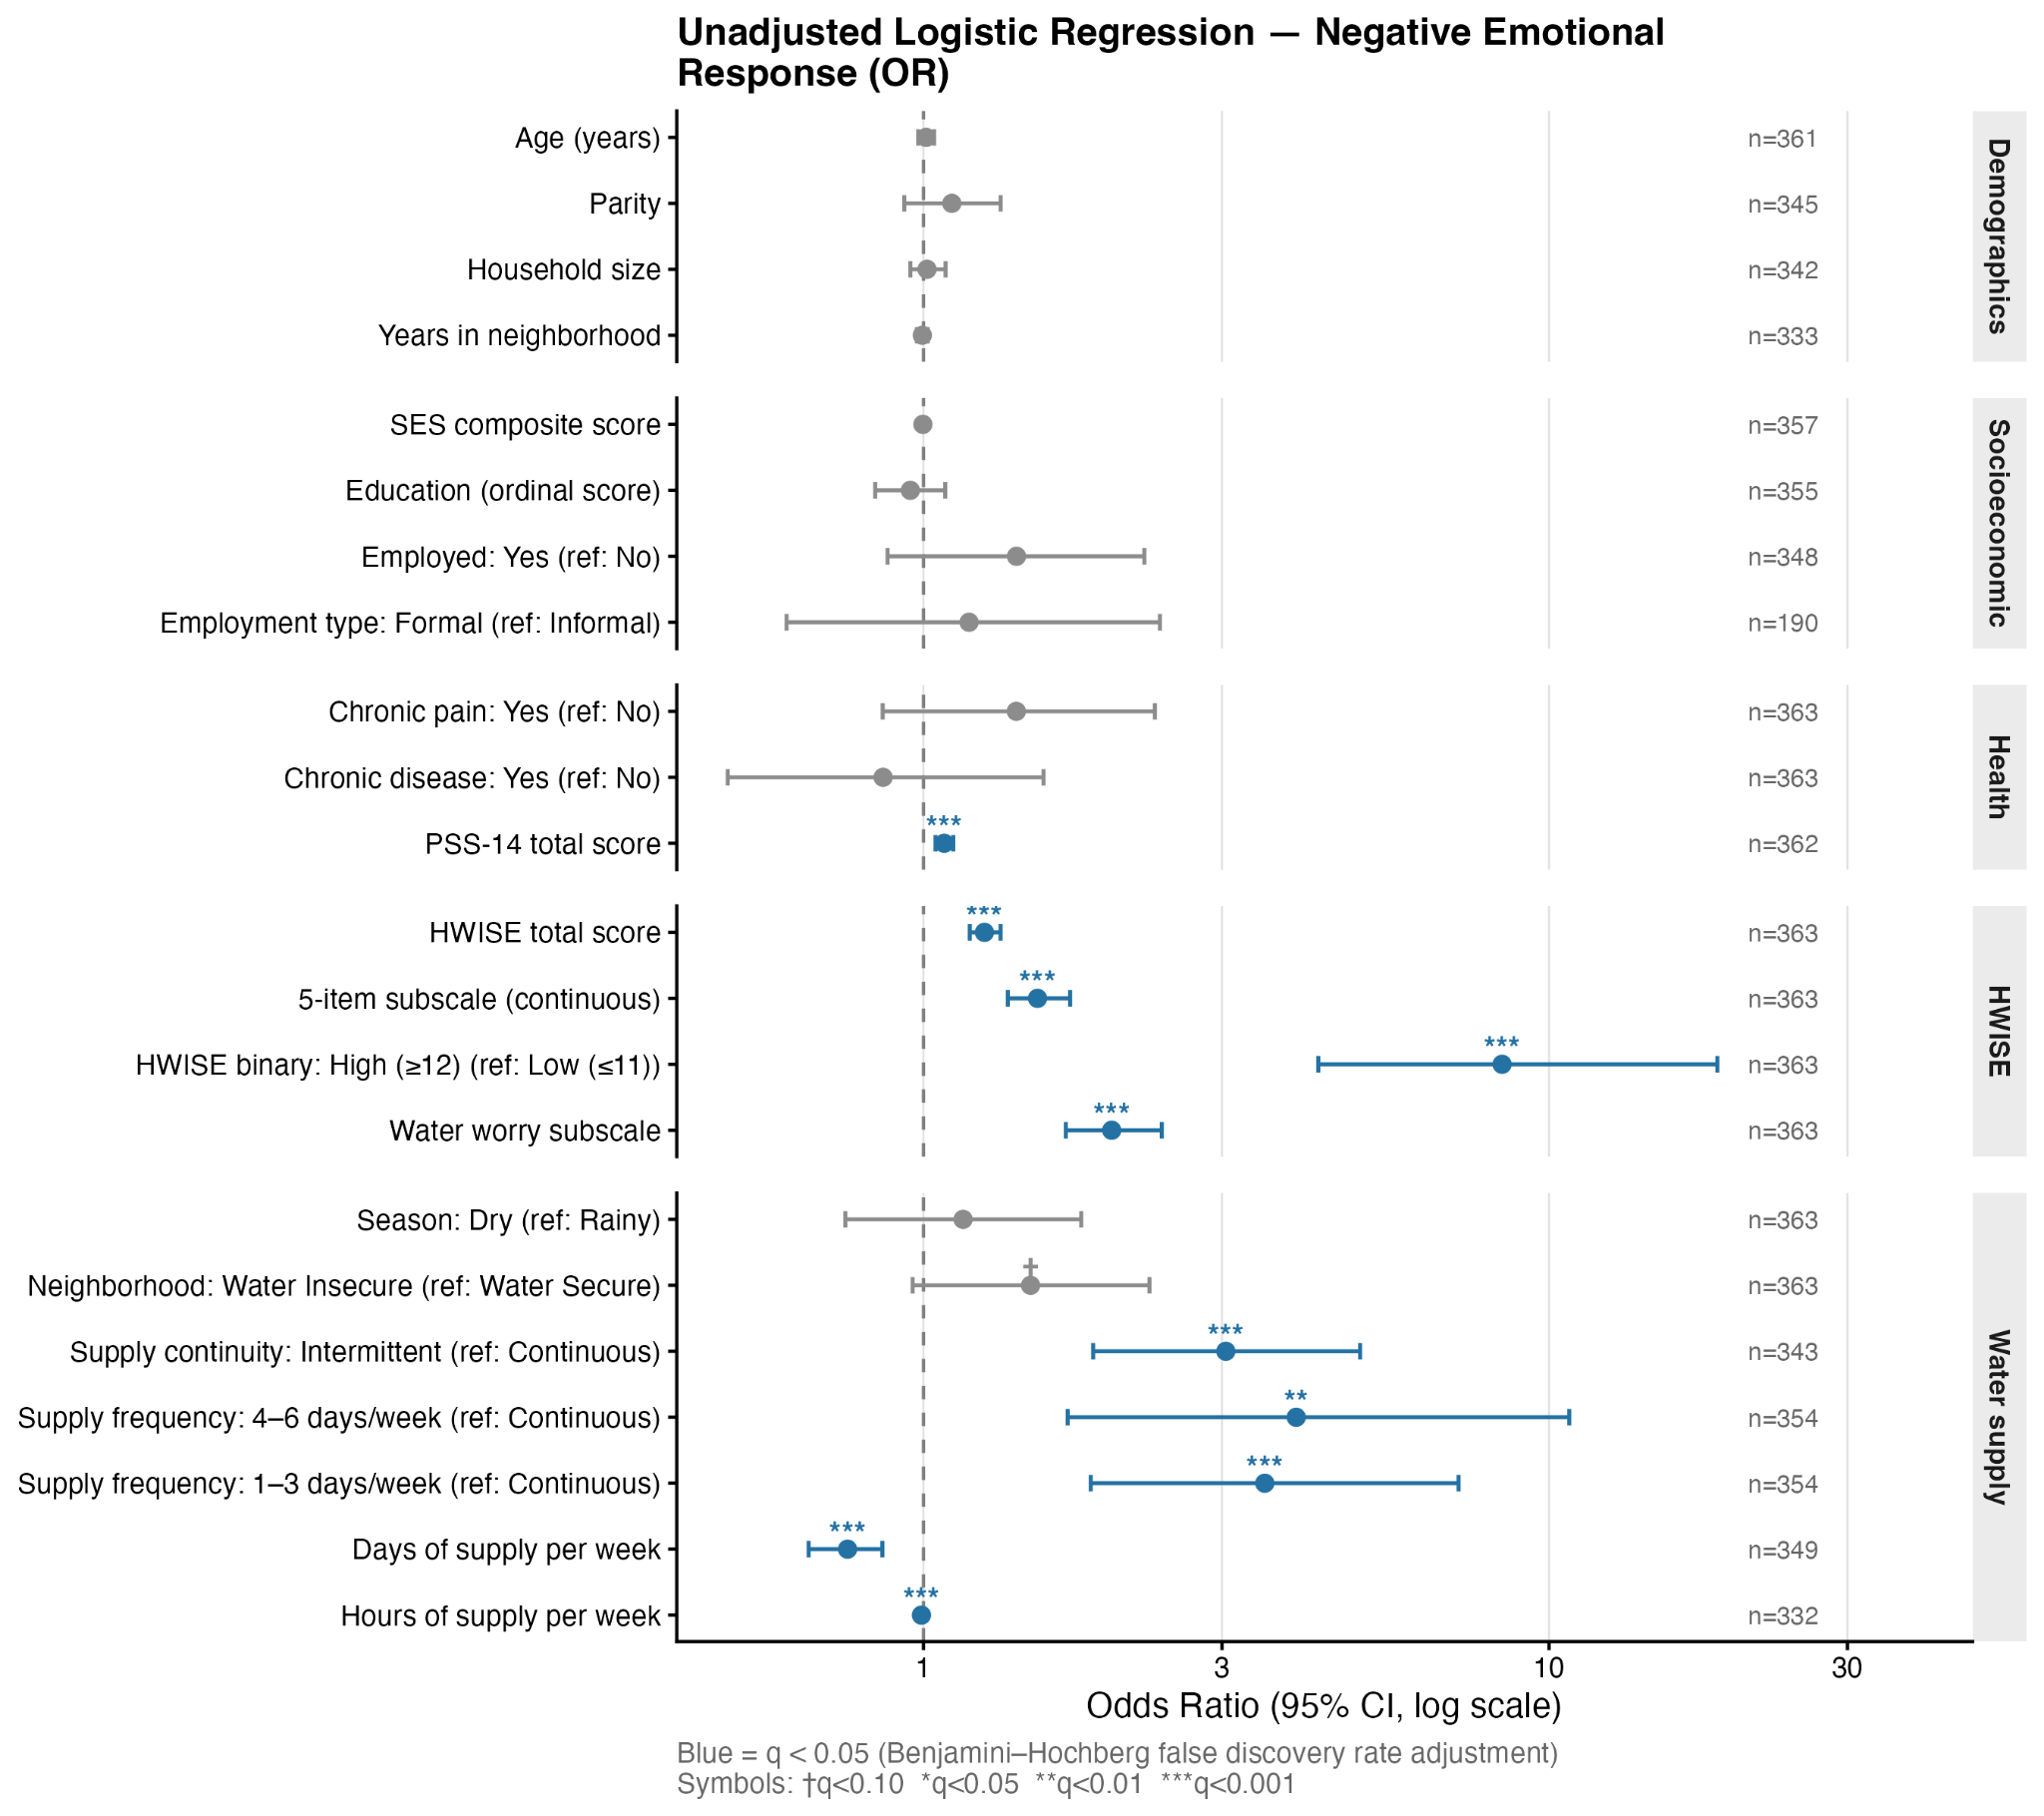 Unadjusted Logistic Regression — Negative Emotional
Response (OR)
Demographics
Age (years) n=361
Parity n=345
Household size n=342
Years in neighborhood n=333
Socioeconomic
SES composite score n=357
Education (ordinal score) n=355
Employed: Yes (ref: No) n=348
Employment type: Formal (ref: Informal) n=190
Health
Chronic pain: Yes (ref: No) n=363
Chronic disease: Yes (ref: No) n=363
***
PSS-14 total score n=362
HWISE
***
HWISE total score n=363
***
5-item subscale (continuous) n=363
***
HWISE binary: High (≥12) (ref: Low (≤11)) n=363
***
Water worry subscale n=363
Water supply
Season: Dry (ref: Rainy) n=363
†
Neighborhood: Water Insecure (ref: Water Secure) n=363
***
Supply continuity: Intermittent (ref: Continuous) n=343
**
Supply frequency: 4–6 days/week (ref: Continuous) n=354
***
Supply frequency: 1–3 days/week (ref: Continuous) n=354
***
Days of supply per week n=349
***
Hours of supply per week n=332
1 3 10 30
Odds Ratio (95% CI, log scale)
Blue = q < 0.05 (Benjamini–Hochberg false discovery rate adjustment)
Symbols: †q<0.10 *q<0.05 **q<0.01 ***q<0.001